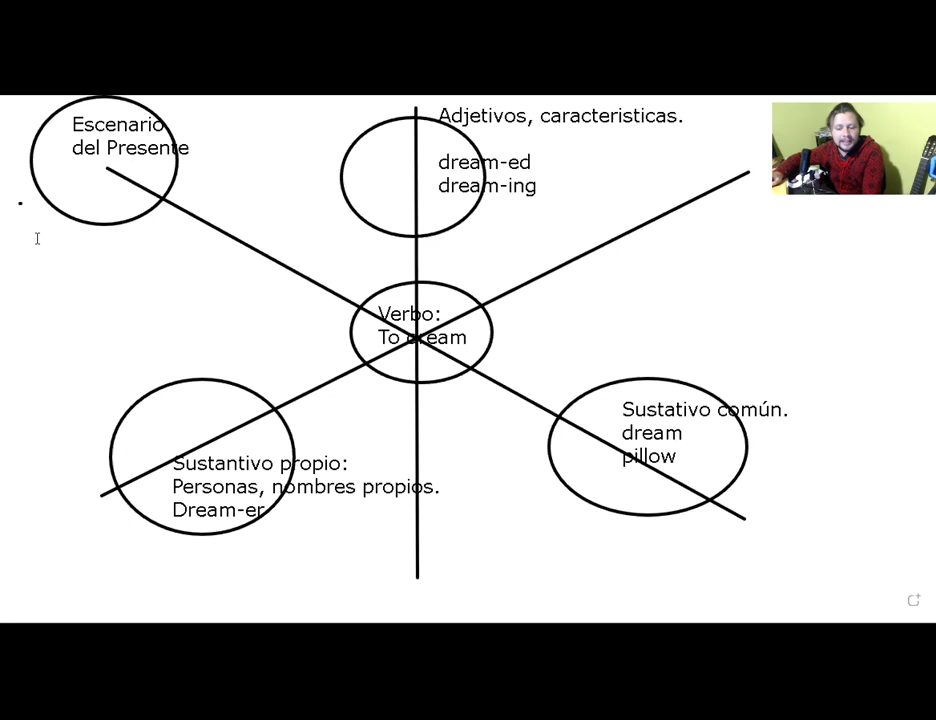 Escenario
del Presente
Adjetivos, caracteristicas.
dream-ed
dream-ing
Verbo:
To dream
Sustantivo propio:
Personas, nombres propios.
Dream-er
Sustativo común.
dream
pillow